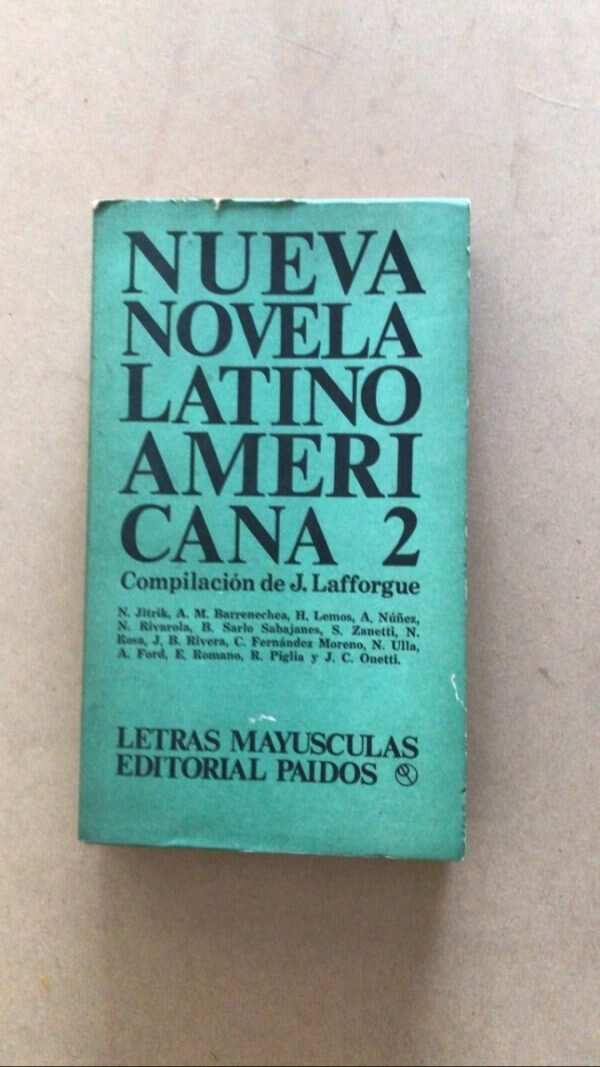 NUEVA
NOVELA
LATINO
AMERI
CANA 2
Compilación de J. Lafforgue
N. Jitrik, A. M. Barrenechea, H. Lemos, A. Núñez,
N. Rivarola, B. Sarlo Sabajanes, S. Zanetti, N.
Rosa, J. B. Rivera, C. Fernández Moreno, N. Ulla,
A. Ford, E. Romano, R. Piglia y J. C. Onetti.
LETRAS MAYUSCULAS
EDITORIAL PAIDOS